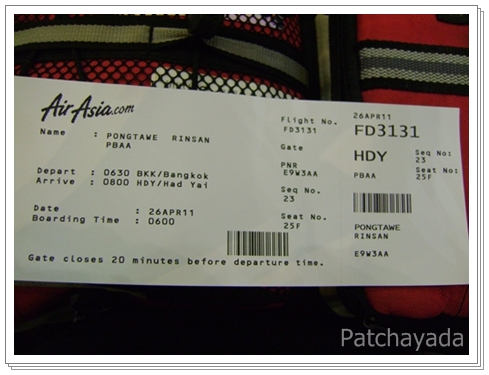 AirAsia.com
Name : PONGTAWE RINSAN
PBAA
Depart : 0630 BKK/Bangkok
Arrive : 0800 HDY/Had Yai
Date : 26APR11
Boarding Time : 0600
Gate closes 20 minutes before departure time.
Flight No.
FD3131
Gate
PNR
E9W3AA
Seq No.
23
Seat No.
25F
26APR11
FD3131
HDY
Seq No:
23
PBAA
Seat No:
25F
PONGTAWE
RINSAN
E9W3AA
Patchayada